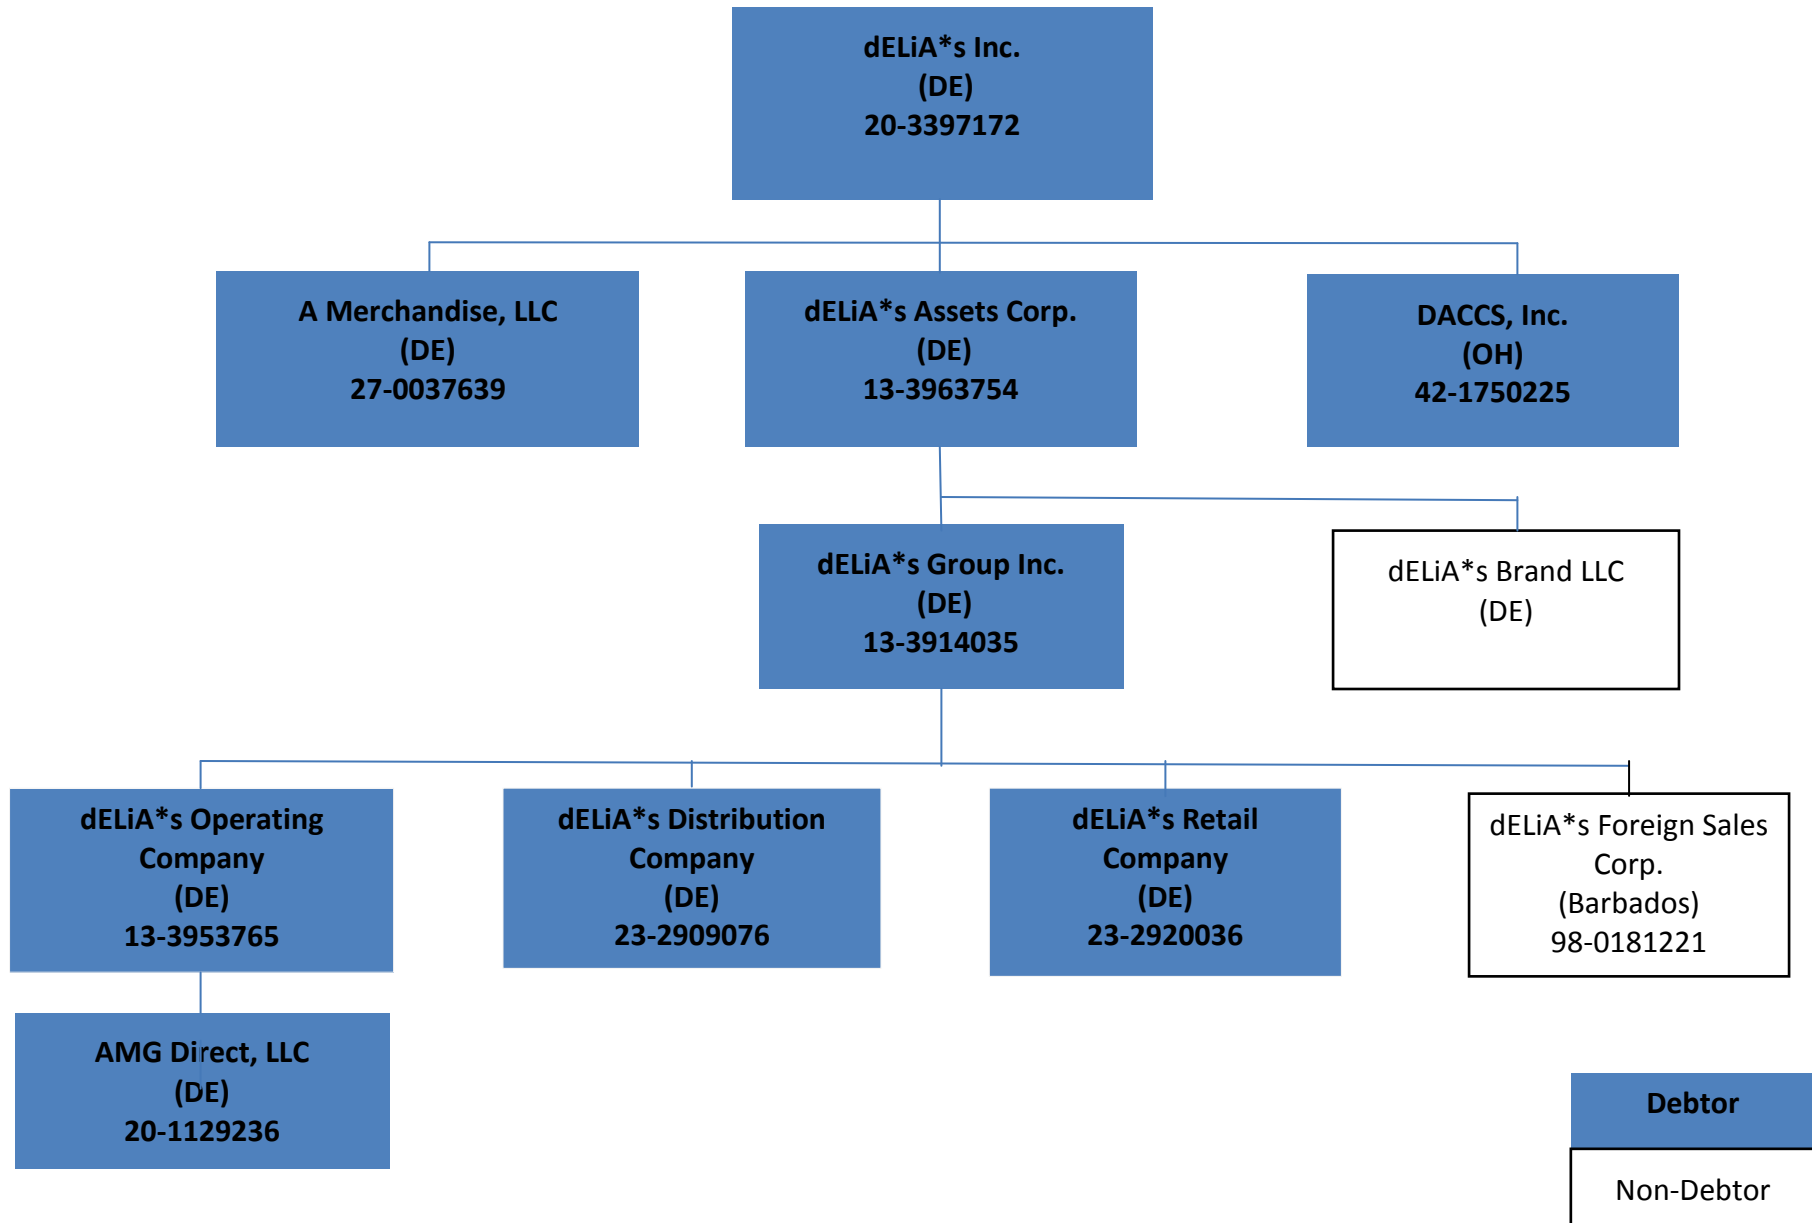 dELiA*s Inc.
(DE)
20-3397172
A Merchandise, LLC
(DE)
27-0037639
dELiA*s Assets Corp.
(DE)
13-3963754
DACCS, Inc.
(OH)
42-1750225
dELiA*s Group Inc.
(DE)
13-3914035
dELiA*s Brand LLC
(DE)
dELiA*s Operating
Company
(DE)
13-3953765
dELiA*s Distribution
Company
(DE)
23-2909076
dELiA*s Retail
Company
(DE)
23-2920036
dELiA*s Foreign Sales
Corp.
(Barbados)
98-0181221
AMG Direct, LLC
(DE)
20-1129236
Debtor
Non-Debtor